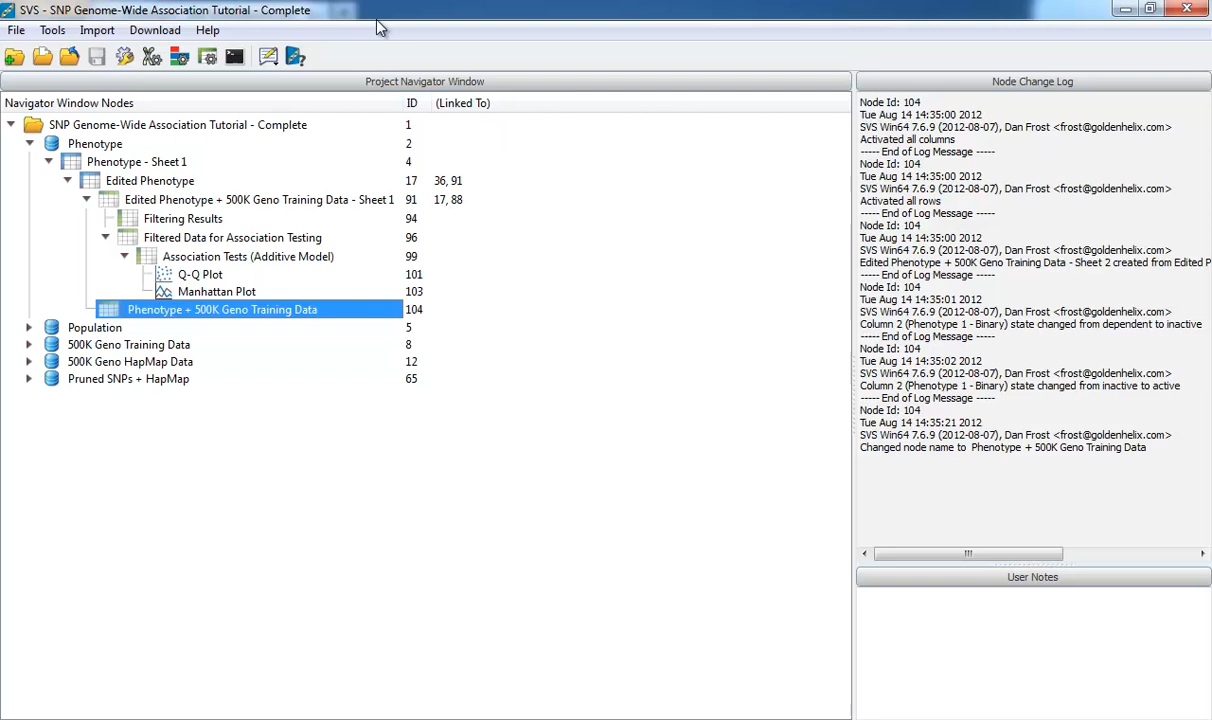 SVS - SNP Genome-Wide Association Tutorial - Complete
File Tools Import Download Help
Project Navigator Window
Node Change Log
Navigator Window Nodes ID (Linked To)
SNP Genome-Wide Association Tutorial - Complete 1
Phenotype 2
Phenotype - Sheet 1 4
Edited Phenotype 17 36, 91
Edited Phenotype + 500K Geno Training Data - Sheet 1 91 17, 88
Filtering Results 94
Filtered Data for Association Testing 96
Association Tests (Additive Model) 99
Q-Q Plot 101
Manhattan Plot 103
Phenotype + 500K Geno Training Data 104
Population 5
500K Geno Training Data 8
500K Geno HapMap Data 12
Pruned SNPs + HapMap 65
Node Id: 104
Tue Aug 14 14:35:00 2012
SVS Win64 7.6.9 (2012-08-07), Dan Frost <frost@goldenhelix.com>
Activated all columns
----- End of Log Message -----
Node Id: 104
Tue Aug 14 14:35:00 2012
SVS Win64 7.6.9 (2012-08-07), Dan Frost <frost@goldenhelix.com>
Activated all rows
----- End of Log Message -----
Node Id: 104
Tue Aug 14 14:35:00 2012
SVS Win64 7.6.9 (2012-08-07), Dan Frost <frost@goldenhelix.com>
Edited Phenotype + 500K Geno Training Data - Sheet 2 created from Edited P
----- End of Log Message -----
Node Id: 104
Tue Aug 14 14:35:01 2012
SVS Win64 7.6.9 (2012-08-07), Dan Frost <frost@goldenhelix.com>
Column 2 (Phenotype 1 - Binary) state changed from dependent to inactive
----- End of Log Message -----
Node Id: 104
Tue Aug 14 14:35:02 2012
SVS Win64 7.6.9 (2012-08-07), Dan Frost <frost@goldenhelix.com>
Column 2 (Phenotype 1 - Binary) state changed from inactive to active
----- End of Log Message -----
Node Id: 104
Tue Aug 14 14:35:21 2012
SVS Win64 7.6.9 (2012-08-07), Dan Frost <frost@goldenhelix.com>
Changed node name to Phenotype + 500K Geno Training Data
User Notes